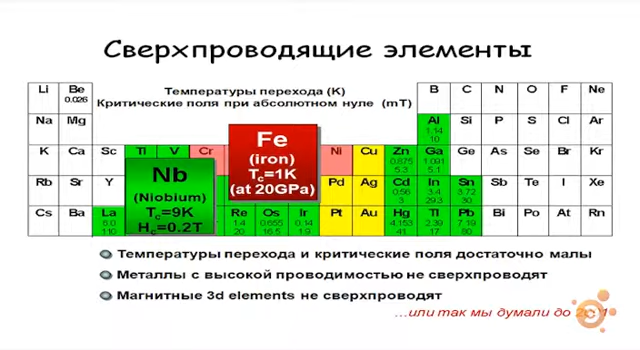 Сверхпроводящие элементы
Температуры перехода (K)
Критические поля при абсолютном нуле (mT)
Li Be B C N O F Ne
0.026
Na Mg Al Si P S Cl Ar
1.14
10
K Ca Sc Ti V Cr Ni Cu Zn Ga Ge As Se Br Kr
0.875 1.091
5.3 5.1
Fe
(iron)
Tc=1K
(at 20GPa)
Nb
(Niobium)
Tc=9K
Hc=0.2T
Rb Sr Y Pd Ag Cd In Sn Sb Te I Xe
0.56 3.4 3.72
3 29.3 30
Cs Ba La Re Os Ir Pt Au Hg Tl Pb Bi Po At Rn
6.0 1.4 0.655 0.14 4.153 2.39 7.19
110 20 16.5 1.9 41 17 80
Температуры перехода и критические поля достаточно малы
Металлы с высокой проводимостью не сверхпроводят
Магнитные 3d elements не сверхпроводят
…или так мы думали до